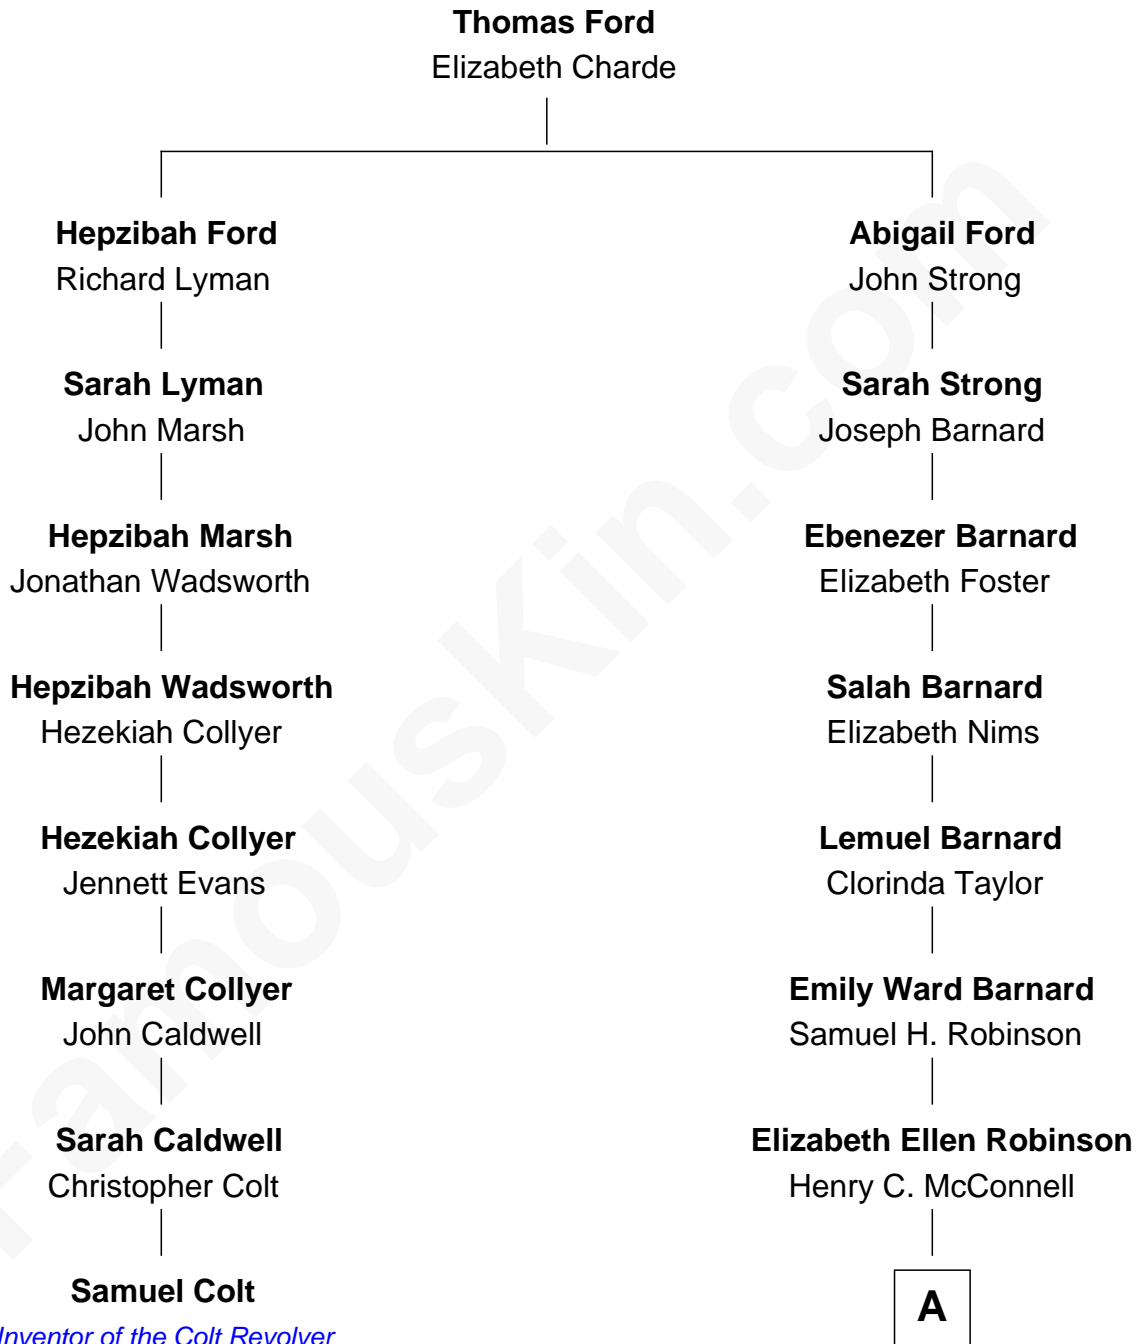 Thomas Ford
Elizabeth Charde
Hepzibah Ford
Richard Lyman
Abigail Ford
John Strong
Sarah Lyman
John Marsh
Sarah Strong
Joseph Barnard
Hepzibah Marsh
Jonathan Wadsworth
Ebenezer Barnard
Elizabeth Foster
Hepzibah Wadsworth
Hezekiah Collyer
Salah Barnard
Elizabeth Nims
Hezekiah Collyer
Jennett Evans
Lemuel Barnard
Clorinda Taylor
Margaret Collyer
John Caldwell
Emily Ward Barnard
Samuel H. Robinson
Sarah Caldwell
Christopher Colt
Elizabeth Ellen Robinson
Henry C. McConnell
Samuel Colt
Inventor of the Colt Revolver
A
FamousKin.com